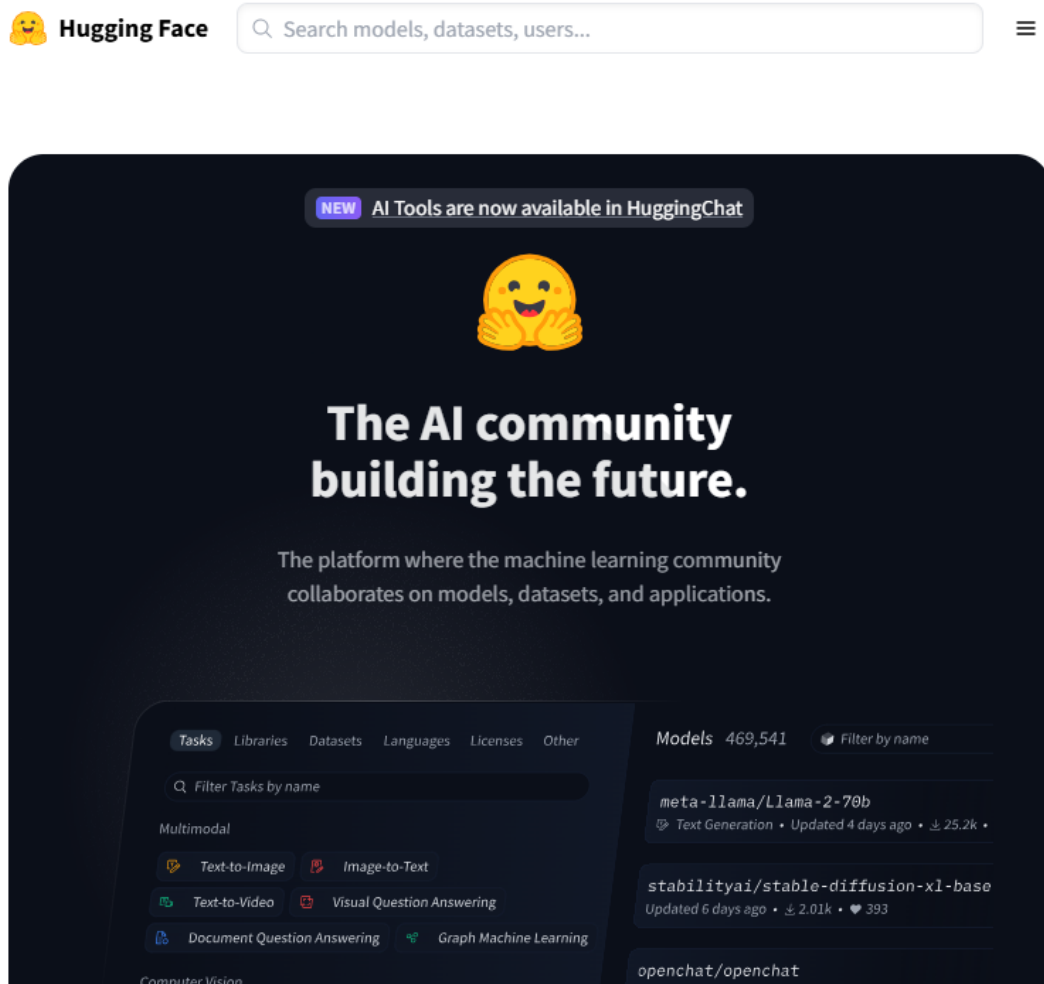 Hugging Face
Search models, datasets, users...
NEW AI Tools are now available in HuggingChat
The AI community
building the future.
The platform where the machine learning community
collaborates on models, datasets, and applications.
Tasks Libraries Datasets Languages Licenses Other
Filter Tasks by name
Multimodal
Text-to-Image Image-to-Text
Text-to-Video Visual Question Answering
Document Question Answering Graph Machine Learning
Computer Vision
Models 469,541 Filter by name
meta-llama/Llama-2-70b
Text Generation • Updated 4 days ago • 25.2k •
stabilityai/stable-diffusion-xl-base
Updated 6 days ago • 2.01k • 393
openchat/openchat